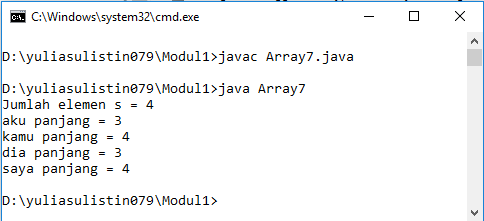 C:\Windows\system32\cmd.exe
D:\yuliasulistin079\Modul1>javac Array7.java
D:\yuliasulistin079\Modul1>java Array7
Jumlah elemen s = 4
aku panjang = 3
kamu panjang = 4
dia panjang = 3
saya panjang = 4
D:\yuliasulistin079\Modul1>